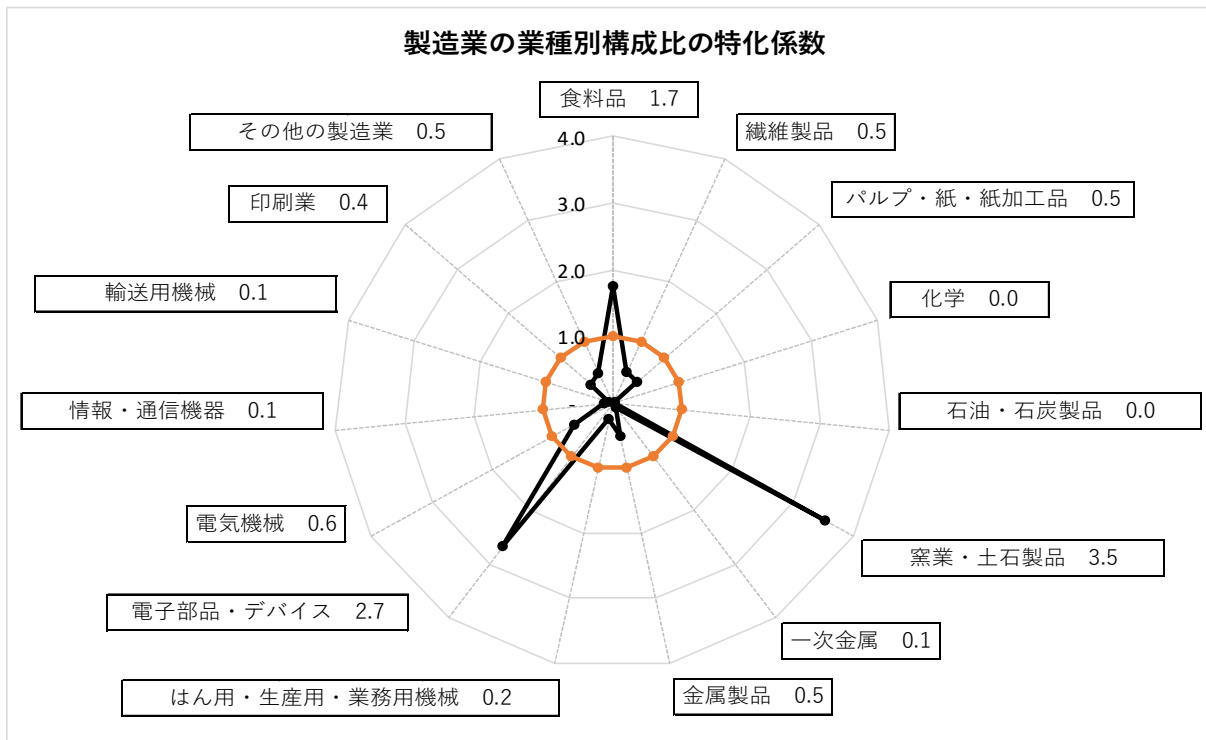 製造業の業種別構成比の特化係数
食料品 1.7
その他の製造業 0.5
繊維製品 0.5
印刷業 0.4
パルプ・紙・紙加工品 0.5
輸送用機械 0.1
化学 0.0
情報・通信機器 0.1
石油・石炭製品 0.0
電気機械 0.6
窯業・土石製品 3.5
電子部品・デバイス 2.7
一次金属 0.1
はん用・生産用・業務用機械 0.2
金属製品 0.5
4.0
3.0
2.0
1.0
-